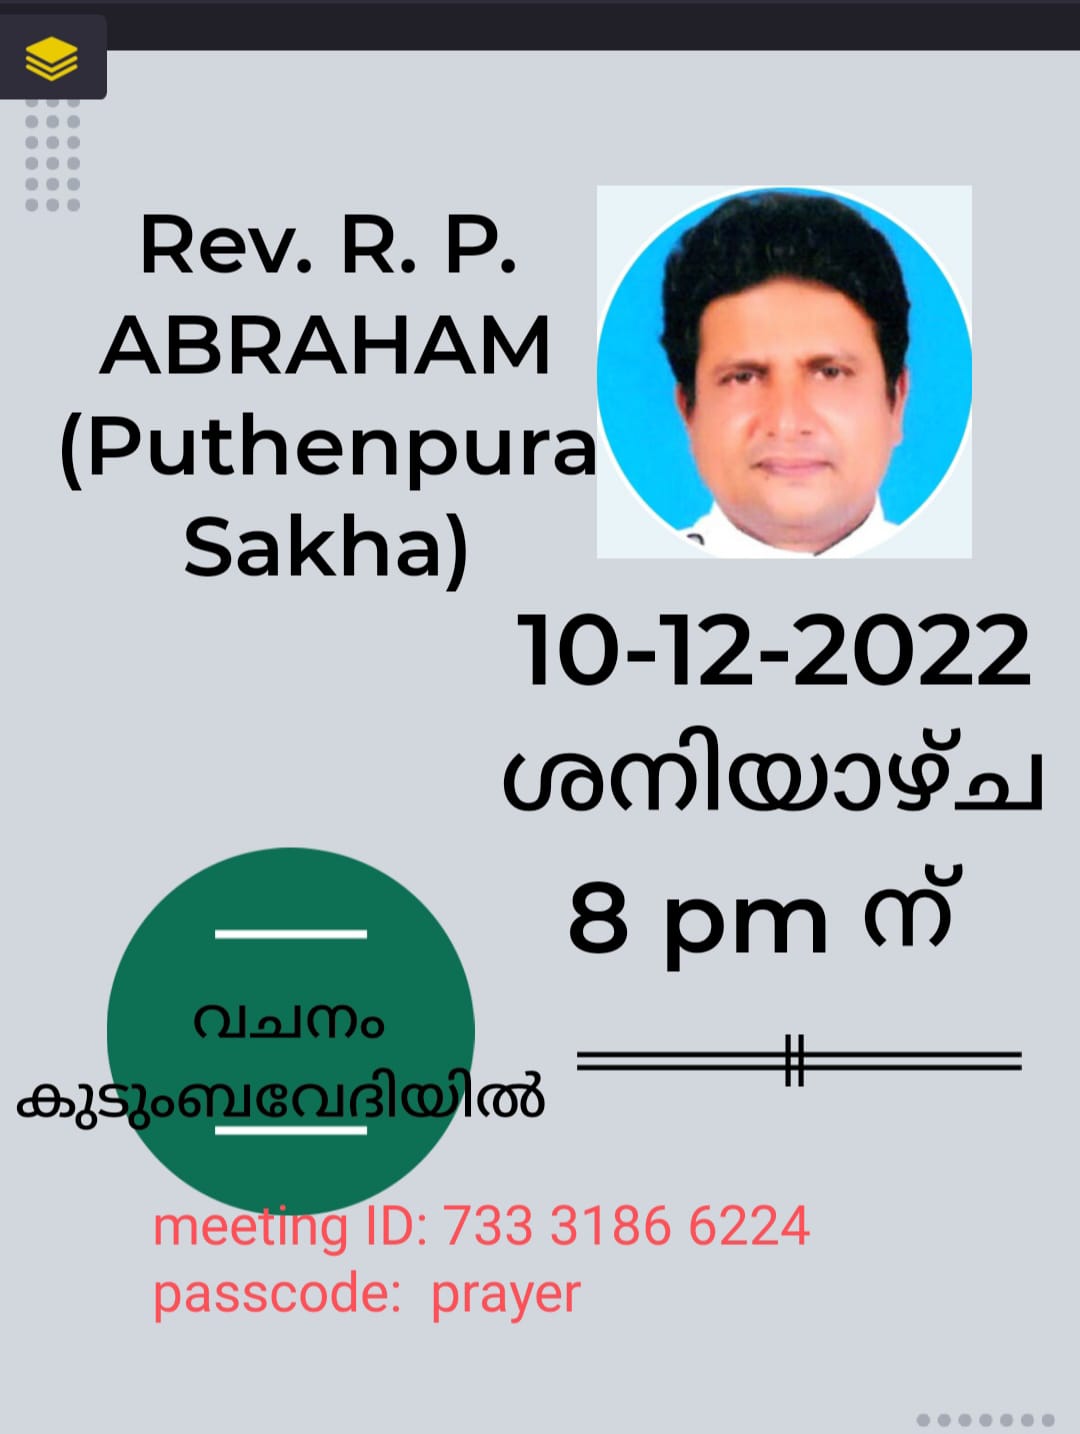 Rev. R. P.
ABRAHAM
(Puthenpura
Sakha)
10-12-2022
ശനിയാഴ്ച
8 pm ന്
വചനം
കുടുംബവേദിയിൽ
meeting ID: 733 3186 6224
passcode: prayer